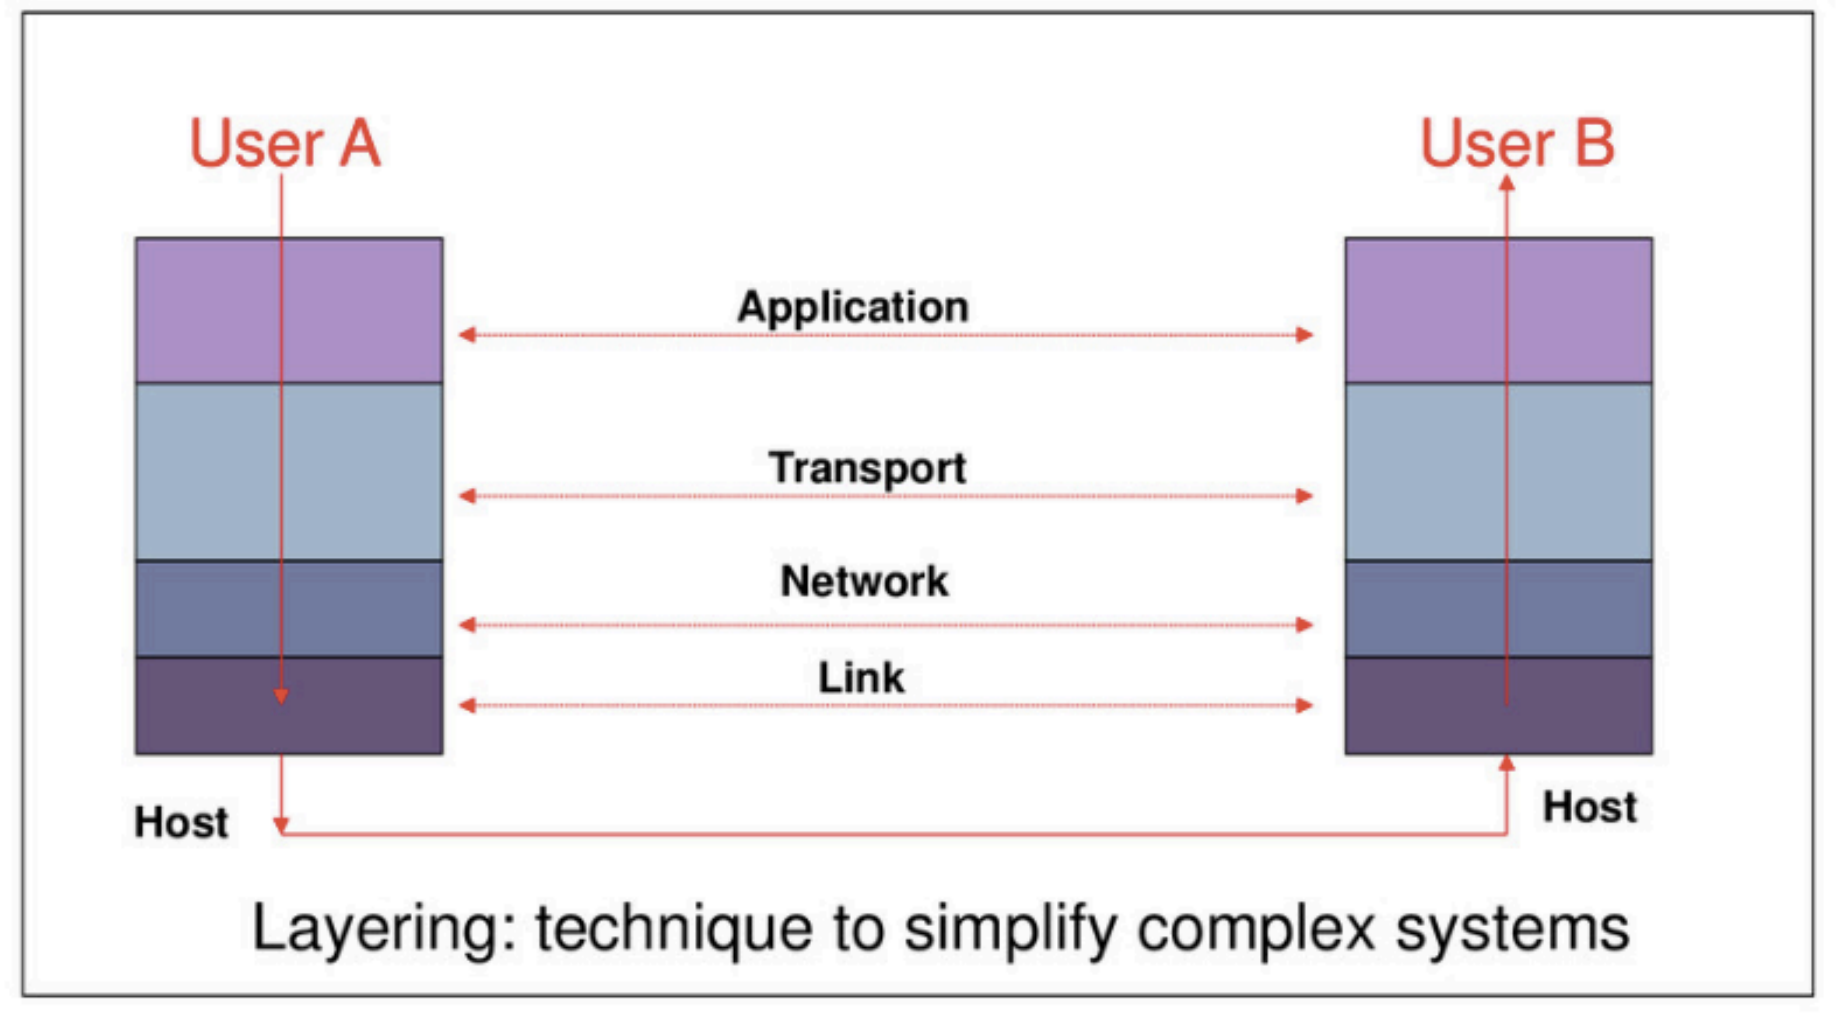 User A
User B
Application
Transport
Network
Link
Host
Host
Layering: technique to simplify complex systems